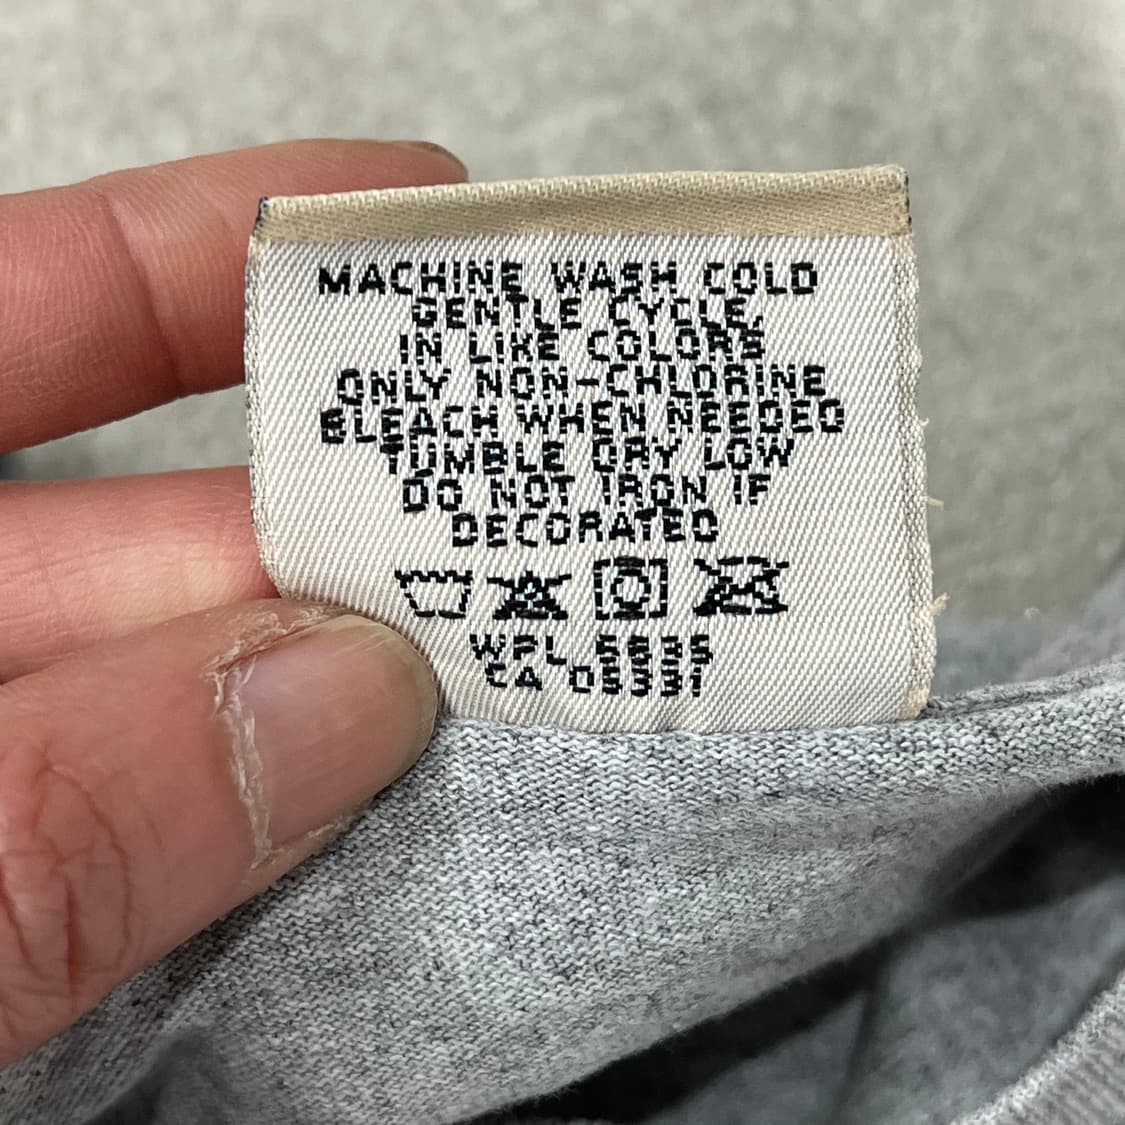 MACHINE WASH COLD
GENTLE CYCLE,
IN LIKE COLORS
ONLY NON-CHLORINE
BLEACH WHEN NEEDED
TUMBLE DRY LOW
DO NOT IRON IF
DECORATED
WPL
CA 05331